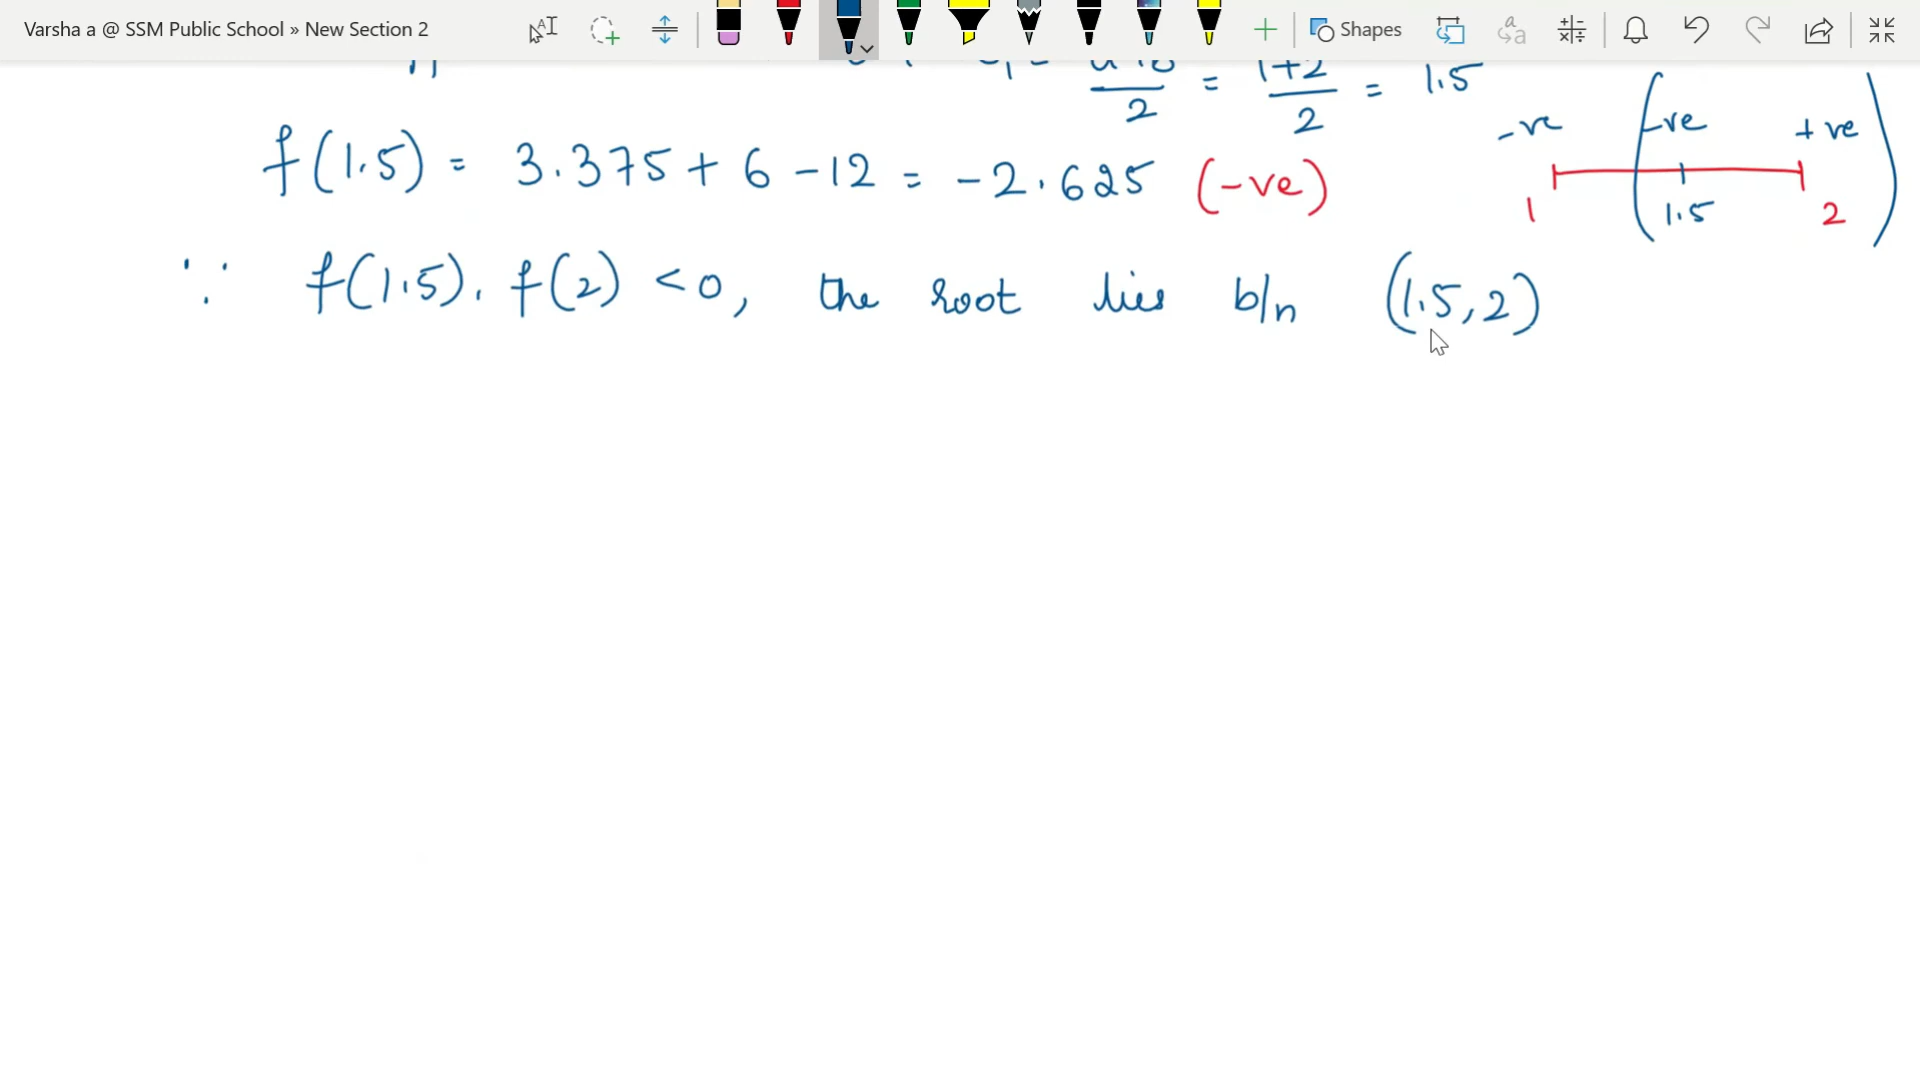 Varsha a @ SSM Public School » New Section 2
Shapes
= 1+2/2 = 1.5
f(1.5) = 3.375 + 6 - 12 = -2.625 (-ve)
-ve -ve +ve
1 1.5 2
∵ f(1.5). f(2) < 0, the root lies b/n (1.5, 2)